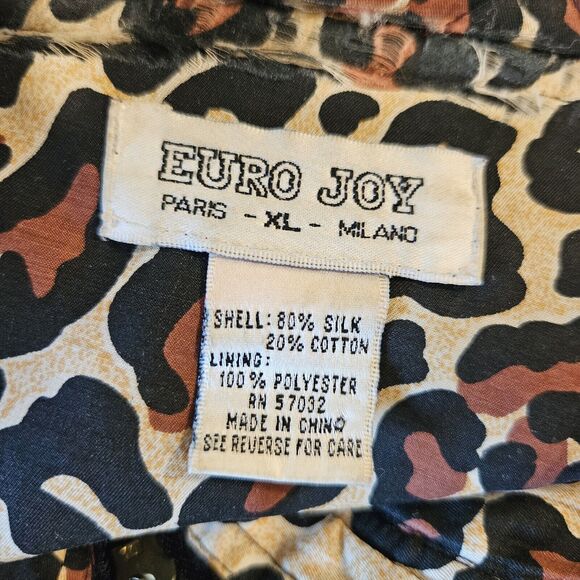 EURO JOY
PARIS - XL - MILANO
SHELL: 80% SILK
20% COTTON
LINING:
100% POLYESTER
RN 57032
MADE IN CHINA
SEE REVERSE FOR CARE